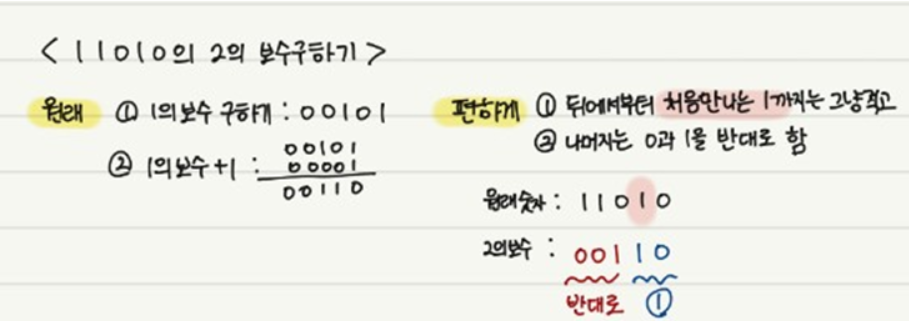 < 11010의 2의 보수구하기 >
원래 ① 1의보수 구하기 : 00101
② 1의보수 +1 : 00101
00001
00110
편하게 ① 뒤에서부터 처음만나는 1까지는 그냥적고
② 나머지는 0과 1을 반대로 함
원래숫자 : 11010
2의보수 : 00110
반대로 ①